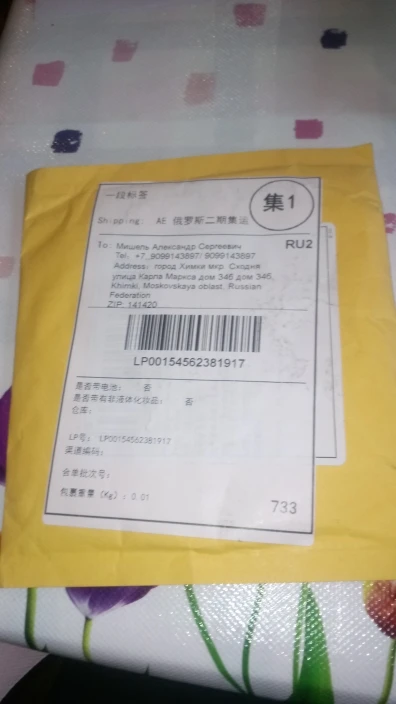 一段标签
集1
Shipping: AE 俄罗斯二期集运
RU2
To: Мишель Александр Сергеевич
Tel: +7_9099143897/ 9099143897
Address: город Химки мкр. Сходня
улица Карла Маркса дом 346 дом 346,
Khimki, Moskovskaya oblast, Russian
Federation
ZIP: 141420
LP00154562381917
是否带电池: 否
是否带有非液体化妆品: 否
仓库:
LP号: LP00154562381917
渠道编码:
合单批次号:
包裹重量 (Kg): 0.01
733